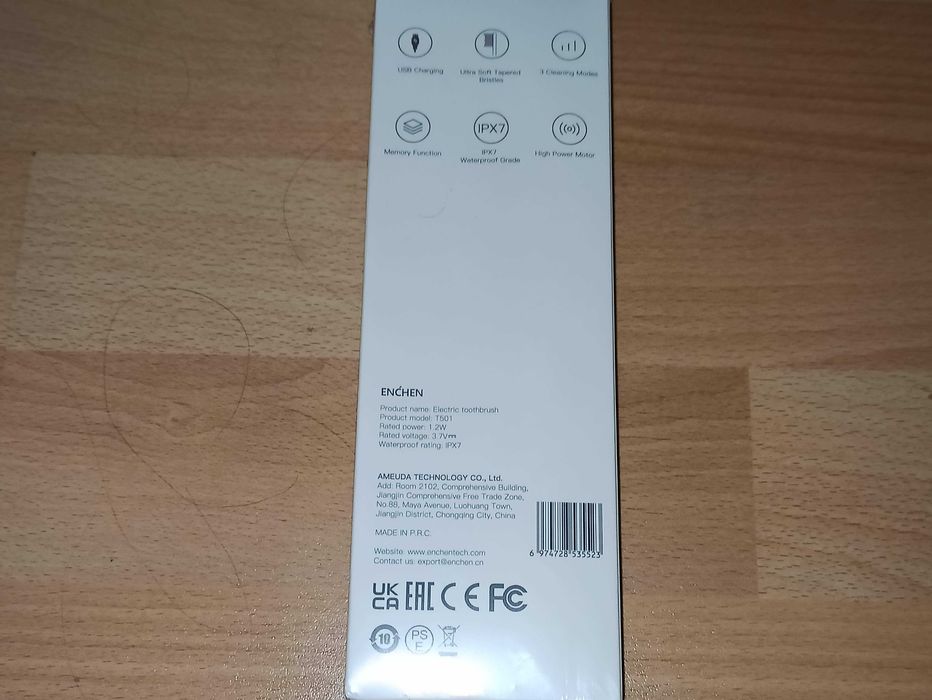 USB Charging
Ultra Soft Tapered
Bristles
3 Cleaning Modes
IPX7
Memory Function
IPX7
Waterproof Grade
High Power Motor
ENĆHEN
Product name: Electric toothbrush
Product model: T501
Rated power: 1.2W
Rated voltage: 3.7V
Waterproof rating: IPX7
AMEUDA TECHNOLOGY CO., Ltd.
Add: Room 2102, Comprehensive Building,
Jiangjin Comprehensive Free Trade Zone,
No.88, Maya Avenue, Luohuang Town,
Jiangjin District, Chongqing City, China
MADE IN P.R.C.
Website: www.enchentech.com
Contact us: export@enchen.cn
6 974728 535523
UK
CA EAC CE FC
10 PS
E